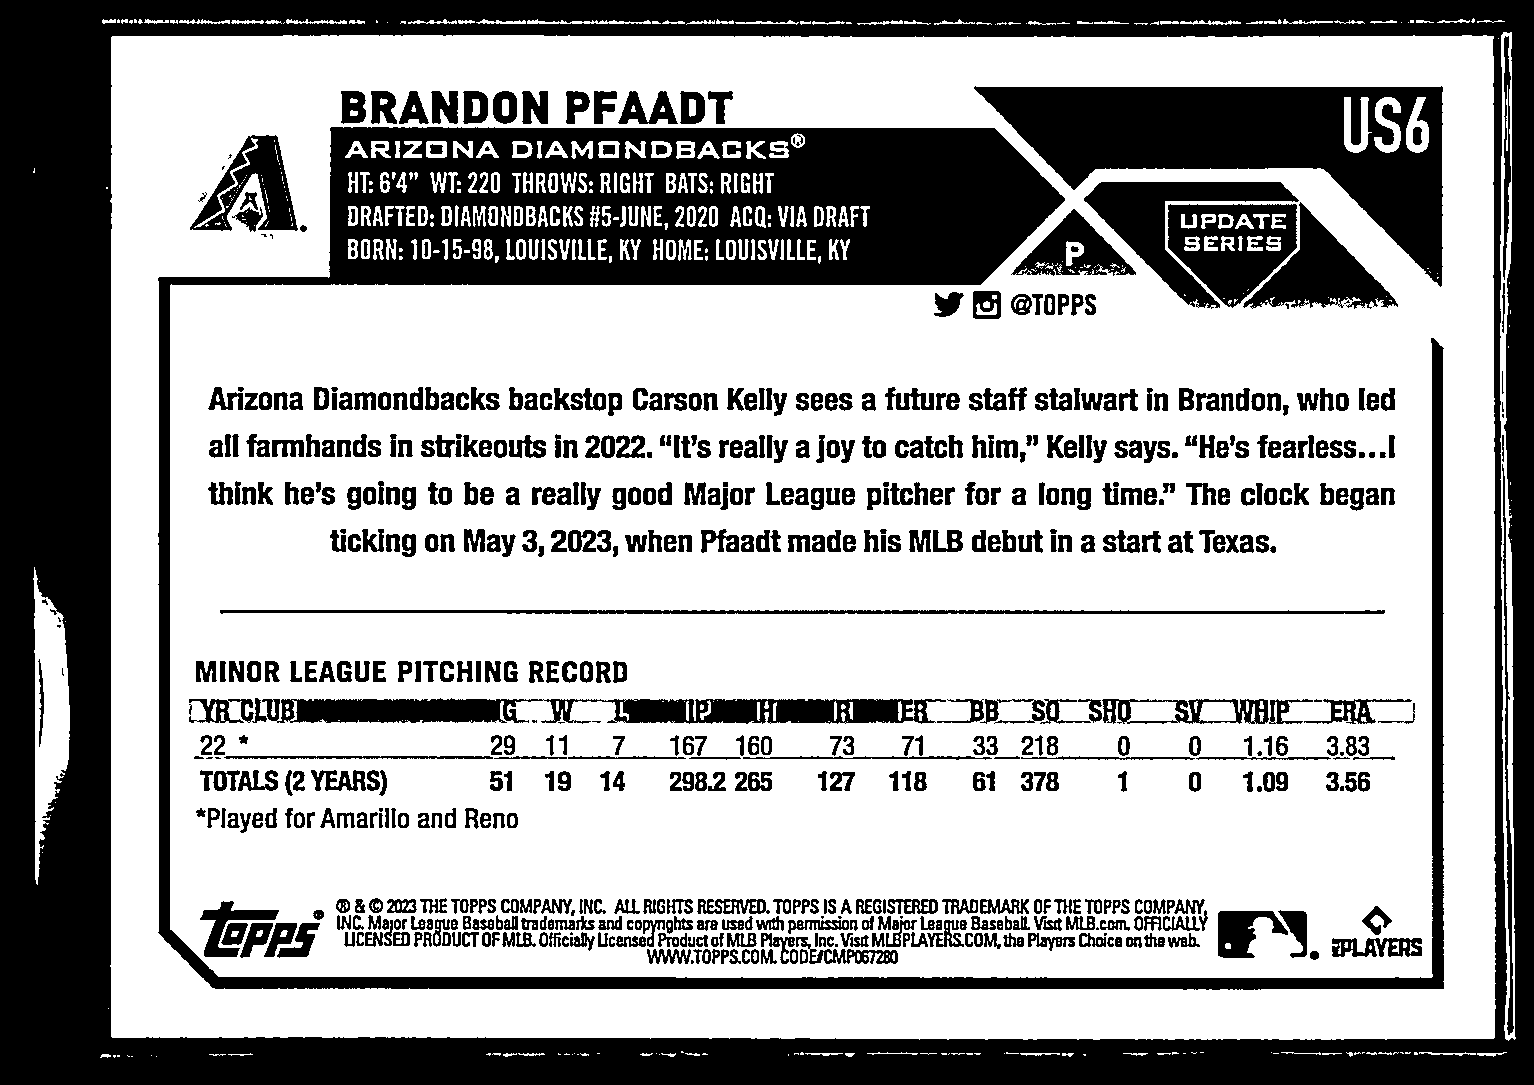 BRANDON PFAADT
US6
ARIZONA DIAMONDBACKS®
HT: 6'4" WT: 220 THROWS: RIGHT BATS: RIGHT
DRAFTED: DIAMONDBACKS #5-JUNE, 2020 ACQ: VIA DRAFT
BORN: 10-15-98, LOUISVILLE, KY HOME: LOUISVILLE, KY
P
UPDATE
SERIES
@TOPPS
Arizona Diamondbacks backstop Carson Kelly sees a future staff stalwart in Brandon, who led
all farmhands in strikeouts in 2022. “It's really a joy to catch him,” Kelly says. “He's fearless...I
think he's going to be a really good Major League pitcher for a long time.” The clock began
ticking on May 3, 2023, when Pfaadt made his MLB debut in a start at Texas.
MINOR LEAGUE PITCHING RECORD
YR CLUB G W L IP H R ER BB SO SHO SV WHIP ERA
22 * 29 11 7 167 160 73 71 33 218 0 0 1.16 3.83
TOTALS (2 YEARS) 51 19 14 298.2 265 127 118 61 378 1 0 1.09 3.56
*Played for Amarillo and Reno
Topps®
® & © 2023 THE TOPPS COMPANY, INC. ALL RIGHTS RESERVED. TOPPS IS A REGISTERED TRADEMARK OF THE TOPPS COMPANY,
INC. Major League Baseball trademarks and copyrights are used with permission of Major League Baseball. Visit MLB.com. OFFICIALLY
LICENSED PRODUCT OF MLB. Officially Licensed Product of MLB Players, Inc. Visit MLBPLAYERS.COM, the Players Choice on the web.
WWW.TOPPS.COM. CODE#CMP067280
PLAYERS